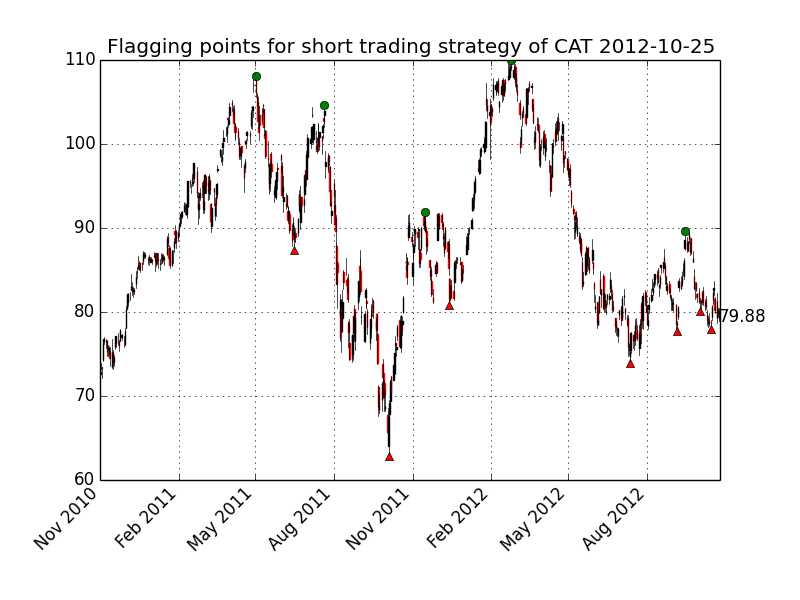 Flagging points for short trading strategy of CAT 2012-10-25
110
100
90
80
70
60
79.88
Nov 2010
Feb 2011
May 2011
Aug 2011
Nov 2011
Feb 2012
May 2012
Aug 2012